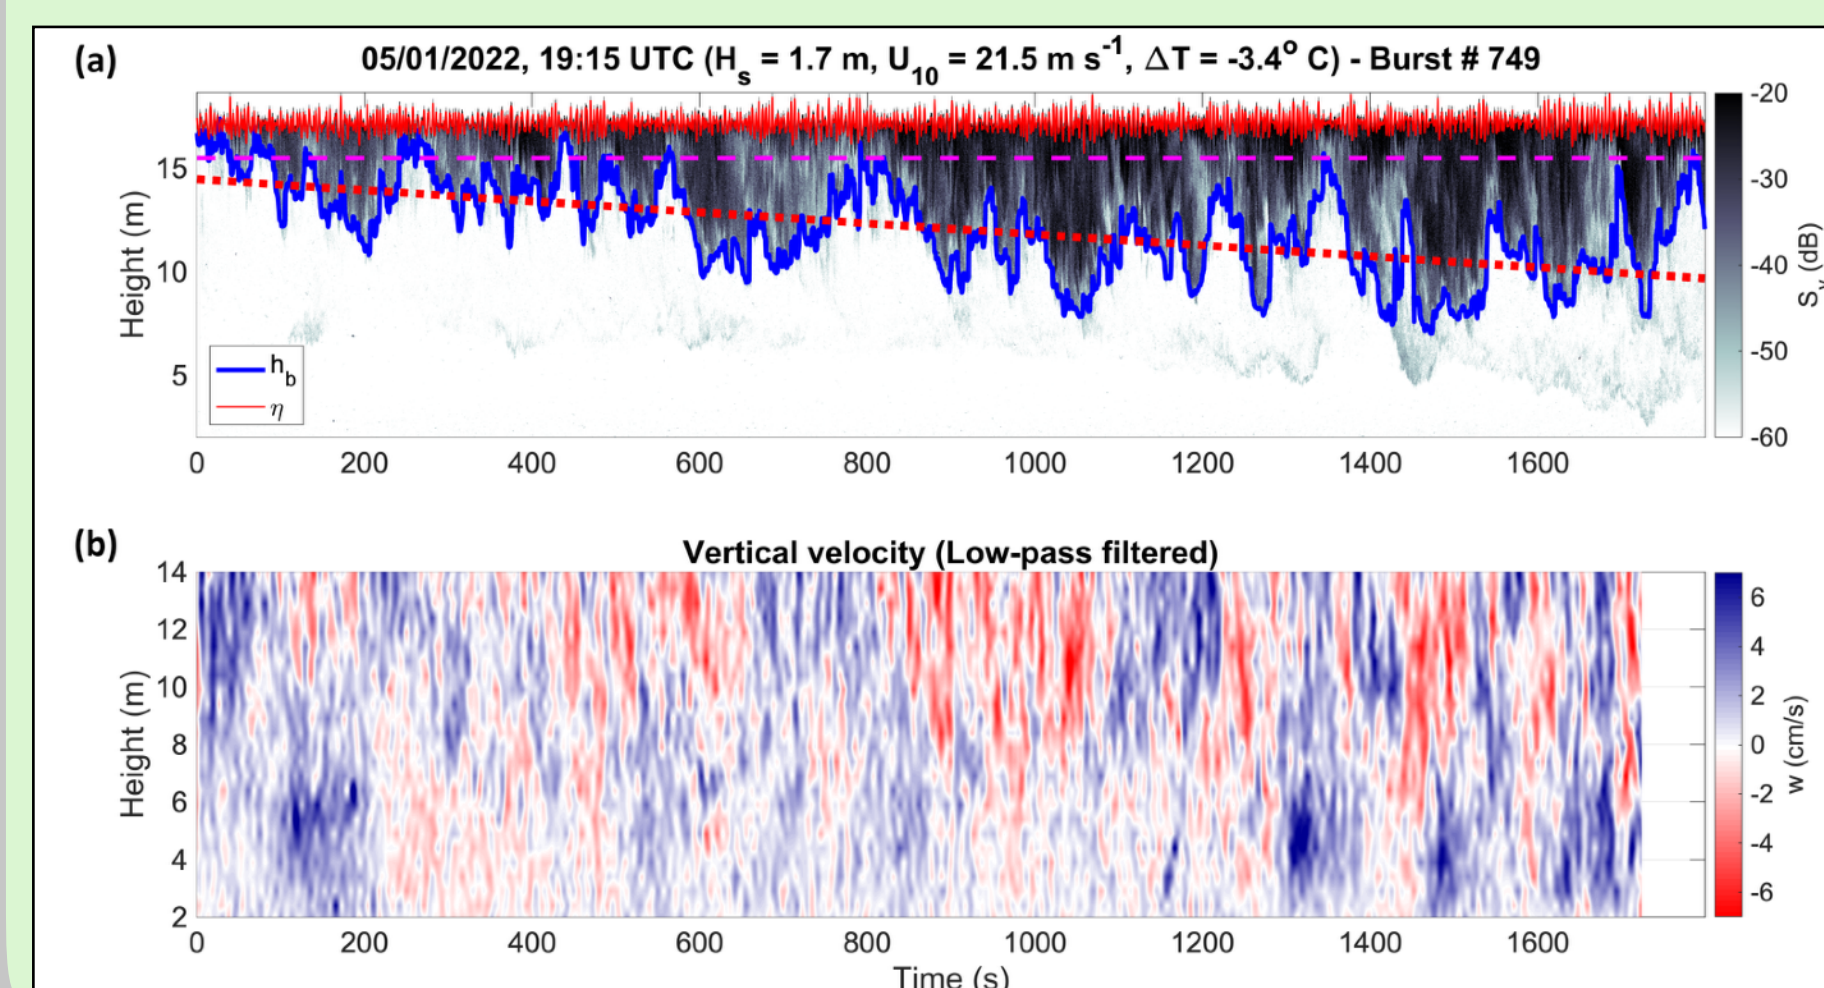 (a)
05/01/2022, 19:15 UTC (Hs = 1.7 m, U10 = 21.5 m s-1, ΔT = -3.4o C) - Burst # 749
Height (m)
15
10
5
hb
η
0 200 400 600 800 1000 1200 1400 1600
-20
-30
-40
-50
-60
Sv (dB)
(b)
Vertical velocity (Low-pass filtered)
Height (m)
14
12
10
8
6
4
2
0 200 400 600 800 1000 1200 1400 1600
Time (s)
6
4
2
0
-2
-4
-6
w (cm/s)